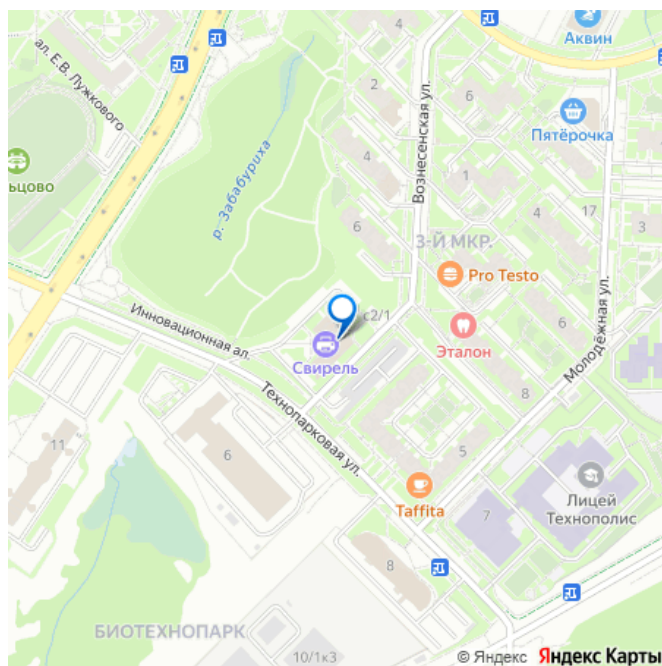 Аквин
ал. Е.В. Лужкового
2
6
Вознесенская ул.
Пятёрочка
4
1
ьцово
р. Забабуриха
6
4
17
3-Й МКР.
3
Pro Testo
Молодёжная ул.
с2/1
Инновационная ал.
Свирель
Эталон
6
8
Технопарковая ул.
11
6
5
Taffita
Лицей
Технополис
7
8
БИОТЕХНОПАРК
10/1к3
© Яндекс Яндекс Карты